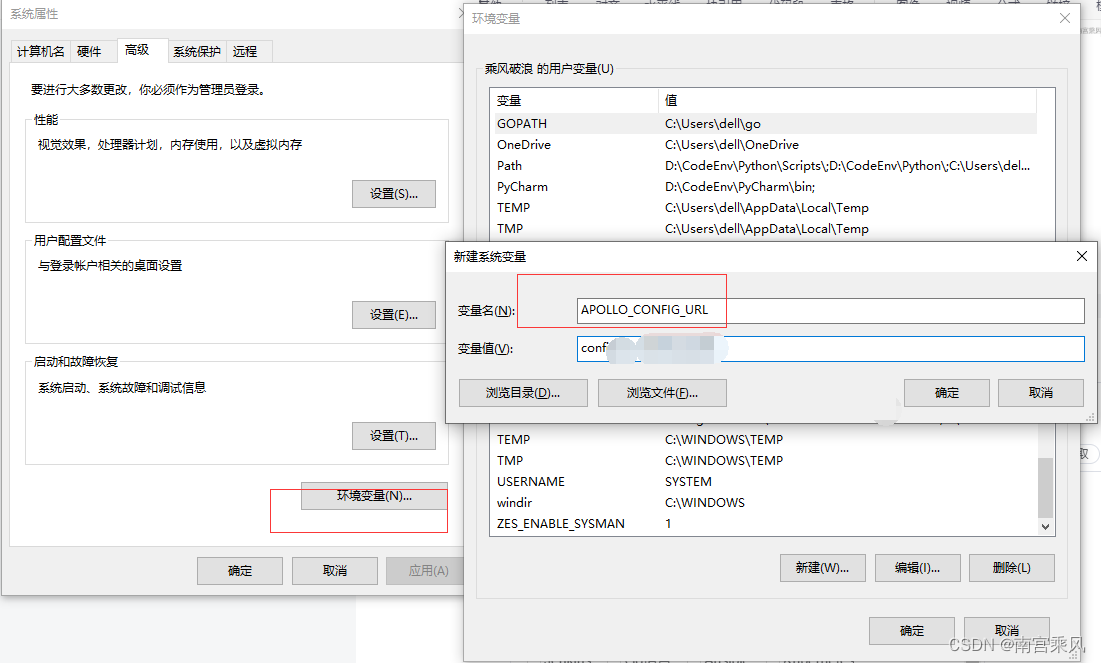 系统属性
计算机名 硬件 高级 系统保护 远程
要进行大多数更改，你必须作为管理员登录。
性能
视觉效果，处理器计划，内存使用，以及虚拟内存
设置(S)...
用户配置文件
与登录帐户相关的桌面设置
设置(E)...
启动和故障恢复
系统启动、系统故障和调试信息
设置(T)...
环境变量(N)...
确定 取消 应用(A)
环境变量
乘风破浪 的用户变量(U)
变量 值
GOPATH C:\Users\dell\go
OneDrive C:\Users\dell\OneDrive
Path D:\CodeEnv\Python\Scripts\;D:\CodeEnv\Python\;C:\Users\del...
PyCharm D:\CodeEnv\PyCharm\bin;
TEMP C:\Users\dell\AppData\Local\Temp
TMP C:\Users\dell\AppData\Local\Temp
新建系统变量
变量名(N): APOLLO_CONFIG_URL
变量值(V): conf
浏览目录(D)... 浏览文件(F)... 确定 取消
TEMP C:\WINDOWS\TEMP
TMP C:\WINDOWS\TEMP
USERNAME SYSTEM
windir C:\WINDOWS
ZES_ENABLE_SYSMAN 1
新建(W)... 编辑(I)... 删除(L)
确定 取消
CSDN @南宫乘风